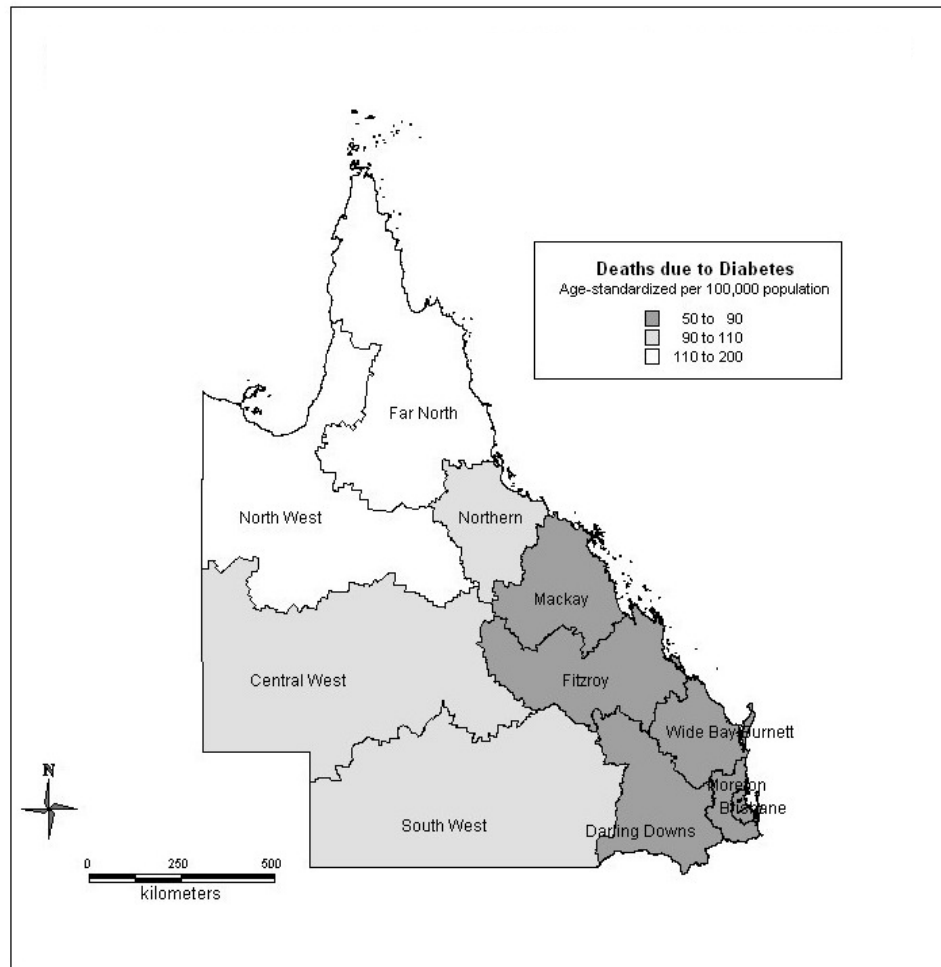 Deaths due to Diabetes
Age-standardized per 100,000 population
50 to 90
90 to 110
110 to 200
Far North
North West
Northern
Mackay
Central West
Fitzroy
Wide Bay-Burnett
Moreton
Brisbane
South West
Darling Downs
N
0 250 500
kilometers